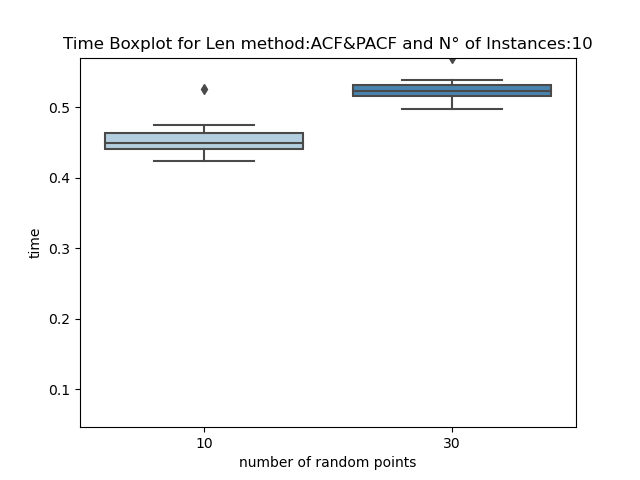 Time Boxplot for Len method:ACF&PACF and N° of Instances:10
0.5
0.4
0.3
0.2
0.1
time
10 30
number of random points